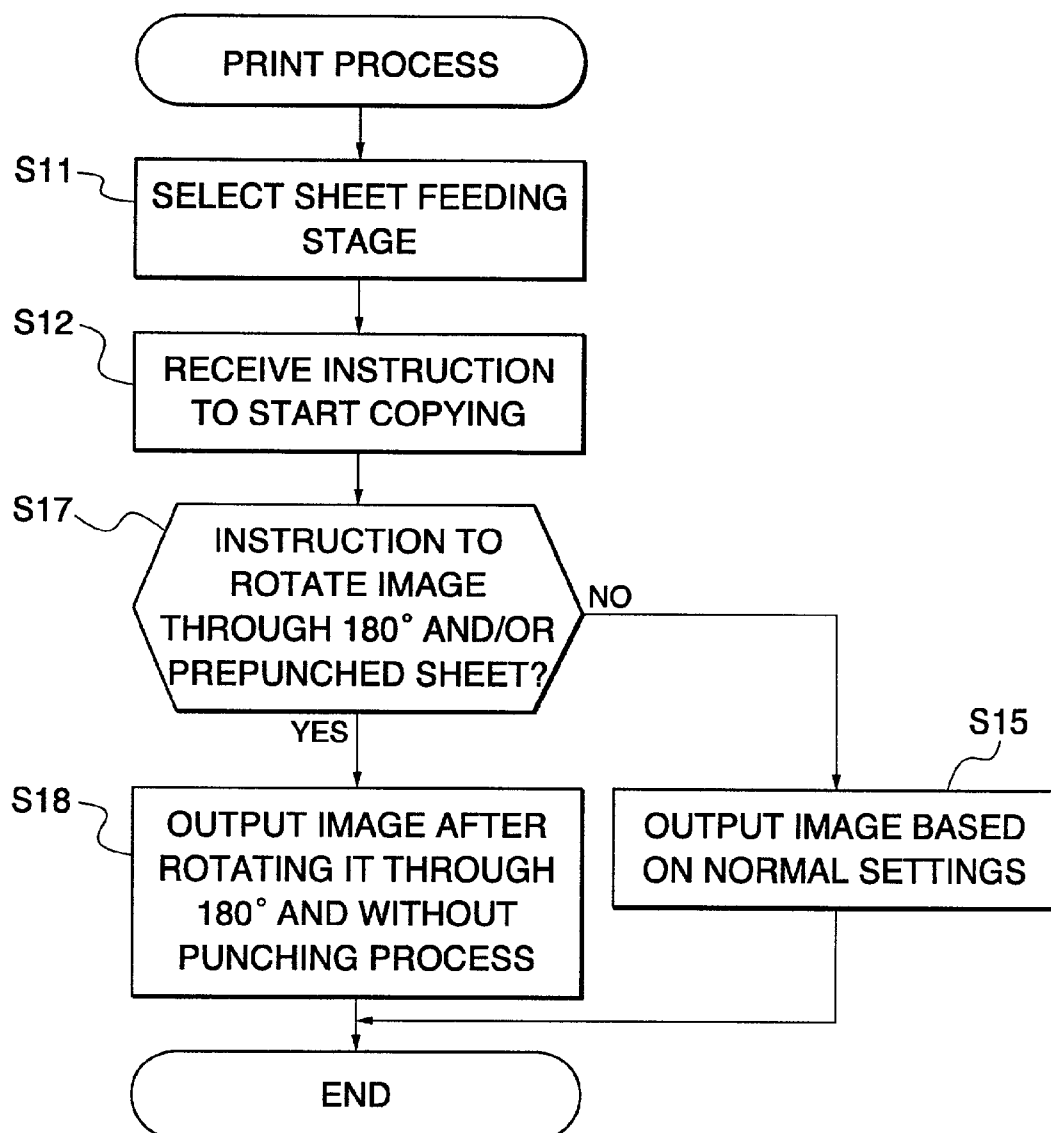 PRINT PROCESS
S11
SELECT SHEET FEEDING
STAGE
S12
RECEIVE INSTRUCTION
TO START COPYING
S17
INSTRUCTION TO
ROTATE IMAGE
THROUGH 180° AND/OR
PREPUNCHED SHEET?
NO
YES
S15
S18
OUTPUT IMAGE AFTER
ROTATING IT THROUGH
180° AND WITHOUT
PUNCHING PROCESS
OUTPUT IMAGE BASED
ON NORMAL SETTINGS
END